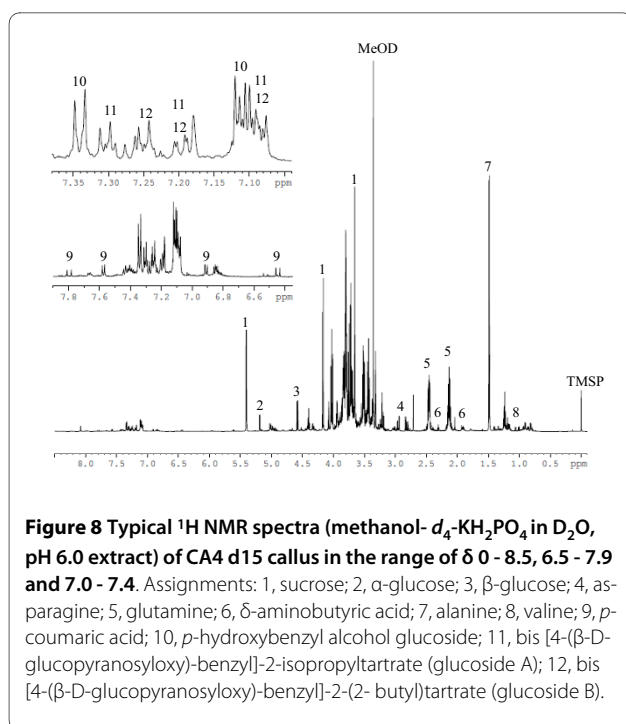 10
11
12
11
12
10
11
12
7.35 7.30 7.25 7.20 7.15 7.10 ppm
9 9 9 9
7.8 7.6 7.4 7.2 7.0 6.8 6.6 ppm
MeOD
1
7
1
1
2
3
4
5
5
6
6
8
TMSP
8.0 7.5 7.0 6.5 6.0 5.5 5.0 4.5 4.0 3.5 3.0 2.5 2.0 1.5 1.0 0.5 ppm
Figure 8 Typical ¹H NMR spectra (methanol- d₄-KH₂PO₄ in D₂O,
pH 6.0 extract) of CA4 d15 callus in the range of δ 0 - 8.5, 6.5 - 7.9
and 7.0 - 7.4. Assignments: 1, sucrose; 2, α-glucose; 3, β-glucose; 4, as-
paragine; 5, glutamine; 6, δ-aminobutyric acid; 7, alanine; 8, valine; 9, p-
coumaric acid; 10, p-hydroxybenzyl alcohol glucoside; 11, bis [4-(β-D-
glucopyranosyloxy)-benzyl]-2-isopropyltartrate (glucoside A); 12, bis
[4-(β-D-glucopyranosyloxy)-benzyl]-2-(2- butyl)tartrate (glucoside B).